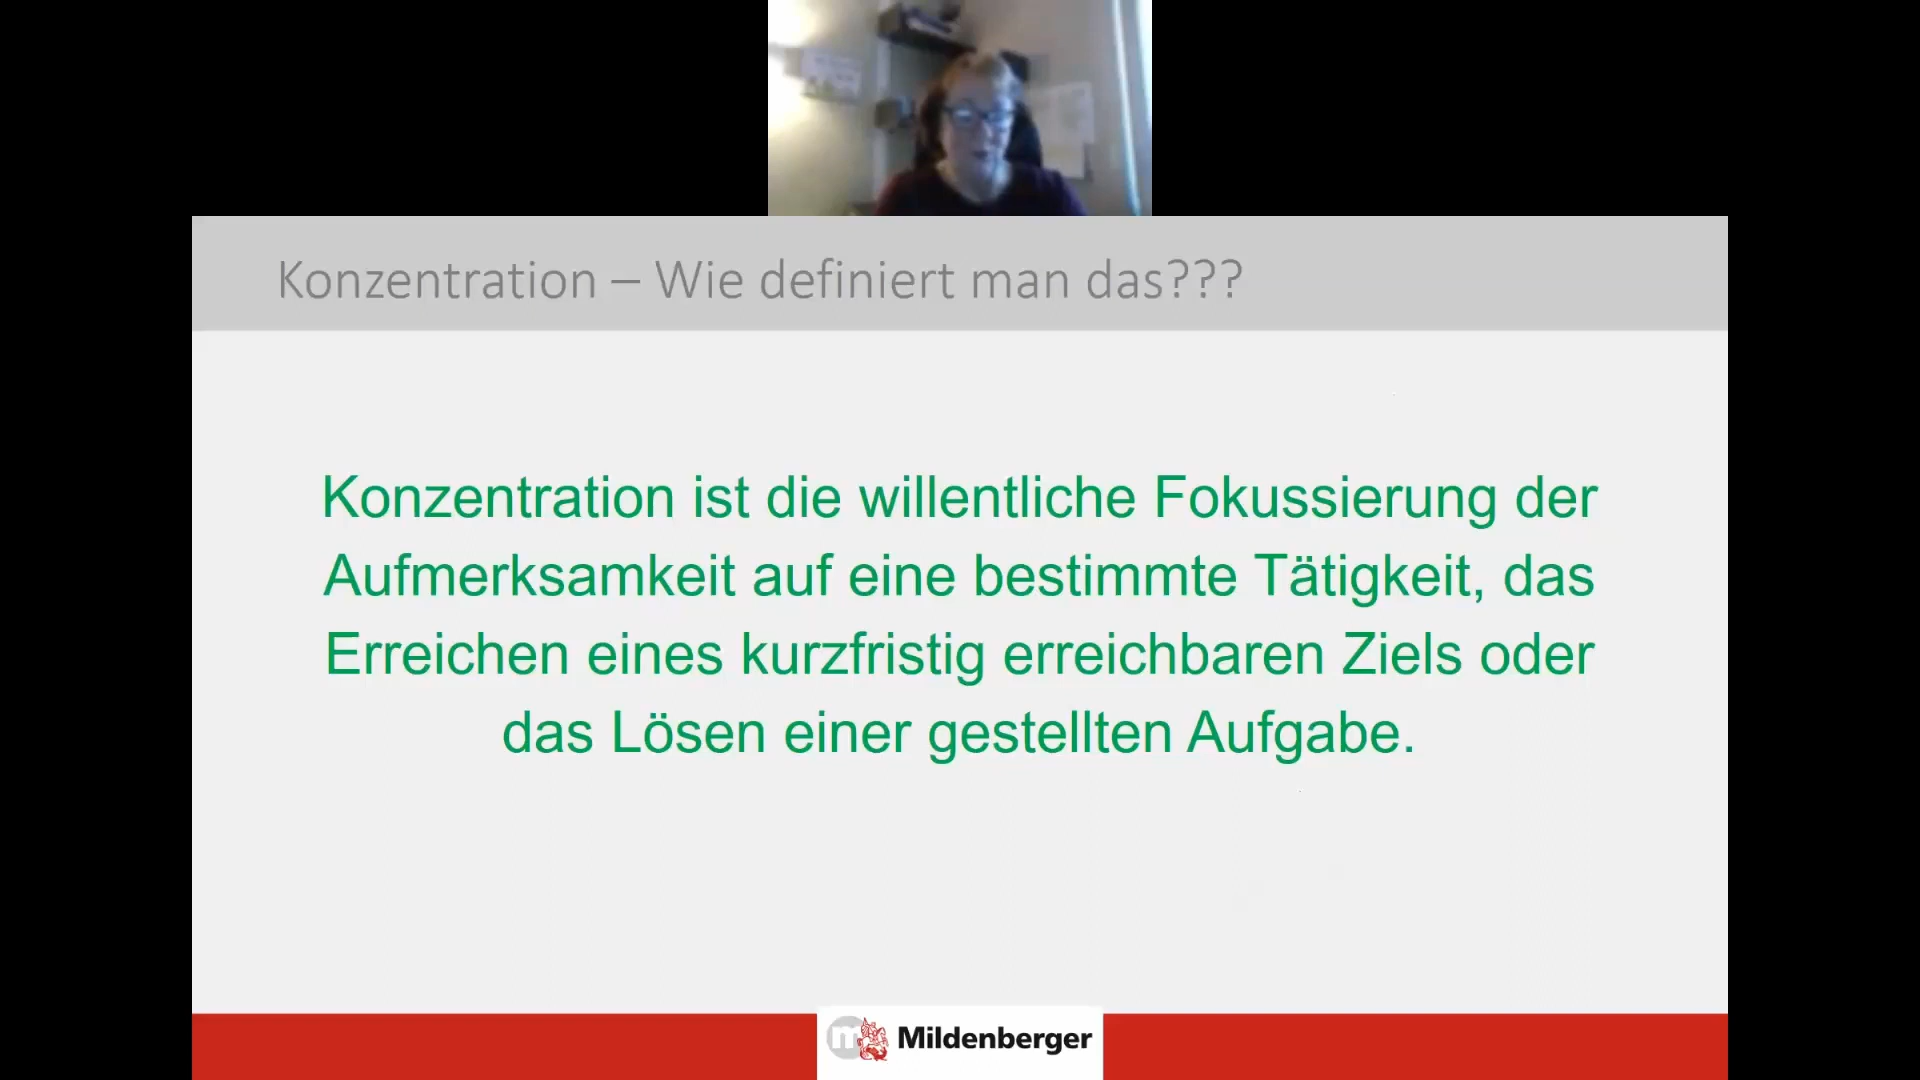 Konzentration – Wie definiert man das???
Konzentration ist die willentliche Fokussierung der
Aufmerksamkeit auf eine bestimmte Tätigkeit, das
Erreichen eines kurzfristig erreichbaren Ziels oder
das Lösen einer gestellten Aufgabe.
m Mildenberger